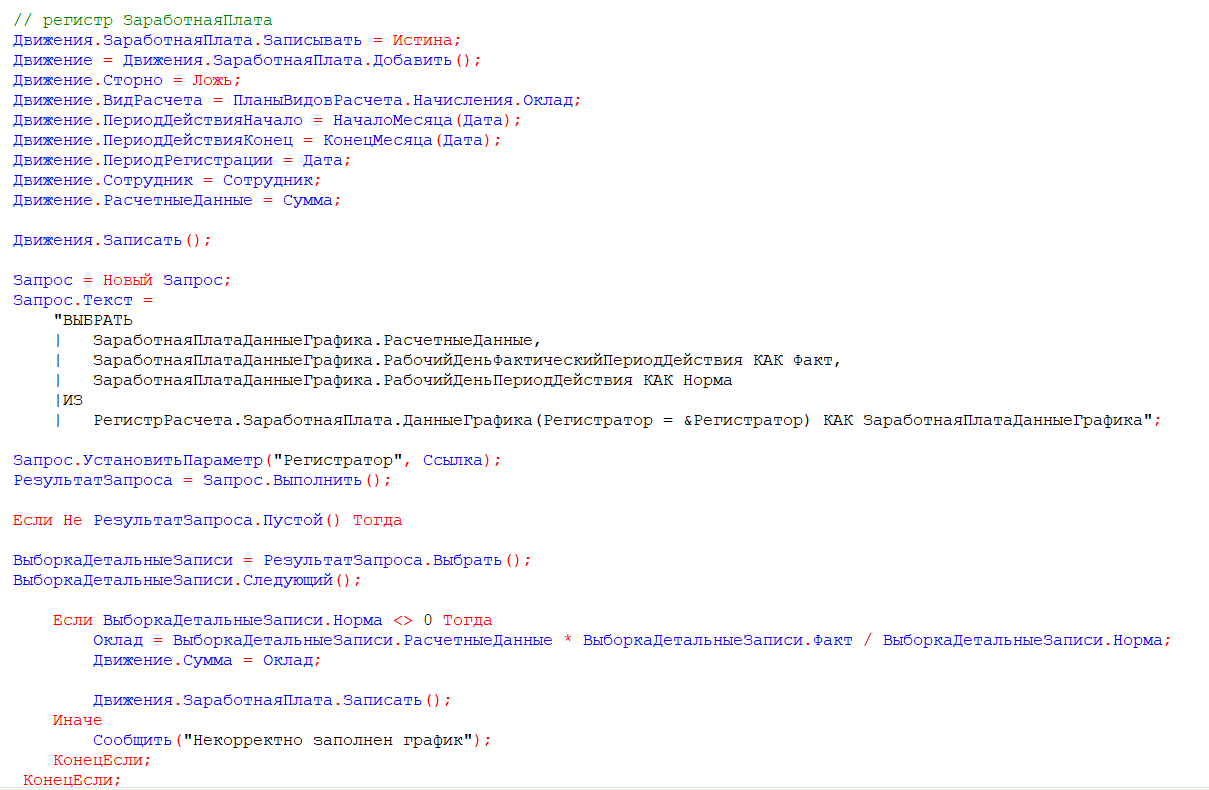 // регистр ЗаработнаяПлата
Движения.ЗаработнаяПлата.Записывать = Истина;
Движение = Движения.ЗаработнаяПлата.Добавить();
Движение.Сторно = Ложь;
Движение.ВидРасчета = ПланыВидовРасчета.Начисления.Оклад;
Движение.ПериодДействияНачало = НачалоМесяца(Дата);
Движение.ПериодДействияКонец = КонецМесяца(Дата);
Движение.ПериодРегистрации = Дата;
Движение.Сотрудник = Сотрудник;
Движение.РасчетныеДанные = Сумма;

Движения.Записать();

Запрос = Новый Запрос;
Запрос.Текст =
    "ВЫБРАТЬ
    |   ЗаработнаяПлатаДанныеГрафика.РасчетныеДанные,
    |   ЗаработнаяПлатаДанныеГрафика.РабочийДеньФактическийПериодДействия КАК Факт,
    |   ЗаработнаяПлатаДанныеГрафика.РабочийДеньПериодДействия КАК Норма
    |ИЗ
    |   РегистрРасчета.ЗаработнаяПлата.ДанныеГрафика(Регистратор = &Регистратор) КАК ЗаработнаяПлатаДанныеГрафика";

Запрос.УстановитьПараметр("Регистратор", Ссылка);
РезультатЗапроса = Запрос.Выполнить();

Если Не РезультатЗапроса.Пустой() Тогда

ВыборкаДетальныеЗаписи = РезультатЗапроса.Выбрать();
ВыборкаДетальныеЗаписи.Следующий();

    Если ВыборкаДетальныеЗаписи.Норма <> 0 Тогда
        Оклад = ВыборкаДетальныеЗаписи.РасчетныеДанные * ВыборкаДетальныеЗаписи.Факт / ВыборкаДетальныеЗаписи.Норма;
        Движение.Сумма = Оклад;

        Движения.ЗаработнаяПлата.Записать();
    Иначе
        Сообщить("Некорректно заполнен график");
    КонецЕсли;
 КонецЕсли;